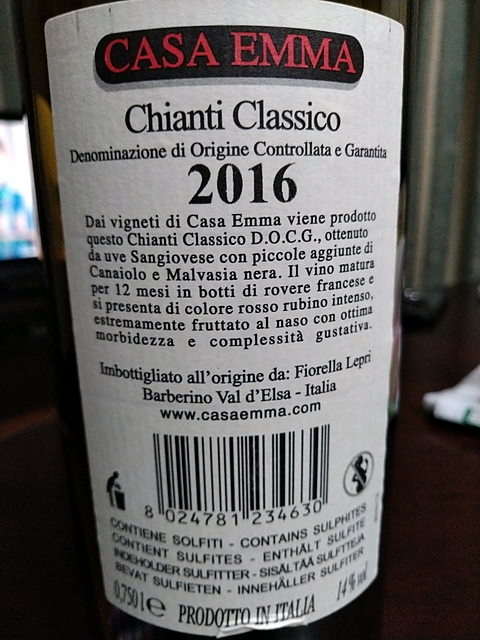 CASA EMMA
Chianti Classico
Denominazione di Origine Controllata e Garantita
2016
Dai vigneti di Casa Emma viene prodotto
questo Chianti Classico D.O.C.G., ottenuto
da uve Sangiovese con piccole aggiunte di
Canaiolo e Malvasia nera. Il vino matura
per 12 mesi in botti di rovere francese e
si presenta di colore rosso rubino intenso,
estremamente fruttato al naso con ottima
morbidezza e complessità gustativa.
Imbottigliato all'origine da: Fiorella Lepri
Barberino Val d'Elsa - Italia
www.casaemma.com
8 024781 234630
CONTIENE SOLFITI - CONTAINS SULPHITES
CONTIENT SULFITES - ENTHÄLT SULFITE
INDEHOLDER SULFITTER - SISÄLTÄÄ SULFTTEJA
BEVAT SULFIETEN - INNEHÅLLER SULFITER
0,750 l e PRODOTTO IN ITALIA 14% vol